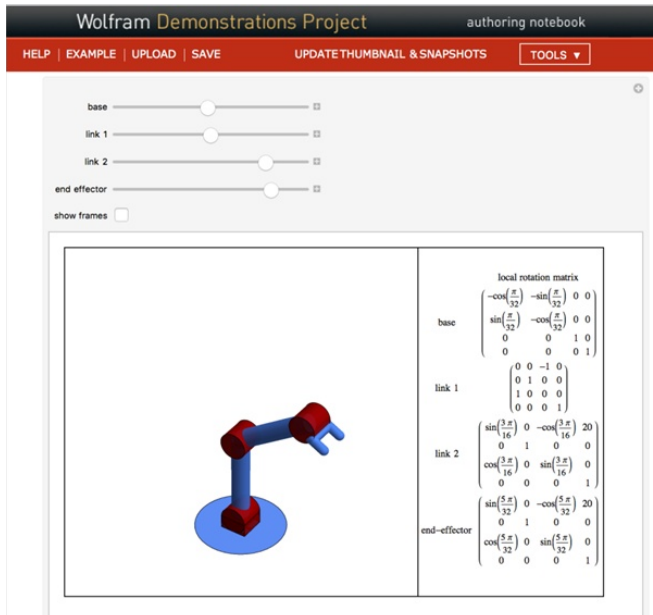 Wolfram Demonstrations Project authoring notebook
HELP | EXAMPLE | UPLOAD | SAVE UPDATE THUMBNAIL & SNAPSHOTS TOOLS ▼
base
link 1
link 2
end effector
show frames
local rotation matrix
base
-cos(π/32) -sin(π/32) 0 0
sin(π/32) -cos(π/32) 0 0
0 0 1 0
0 0 0 1
link 1
0 0 -1 0
0 1 0 0
1 0 0 0
0 0 0 1
link 2
sin(3π/16) 0 -cos(3π/16) 20
0 1 0 0
cos(3π/16) 0 sin(3π/16) 0
0 0 0 1
end-effector
sin(5π/32) 0 -cos(5π/32) 20
0 1 0 0
cos(5π/32) 0 sin(5π/32) 0
0 0 0 1